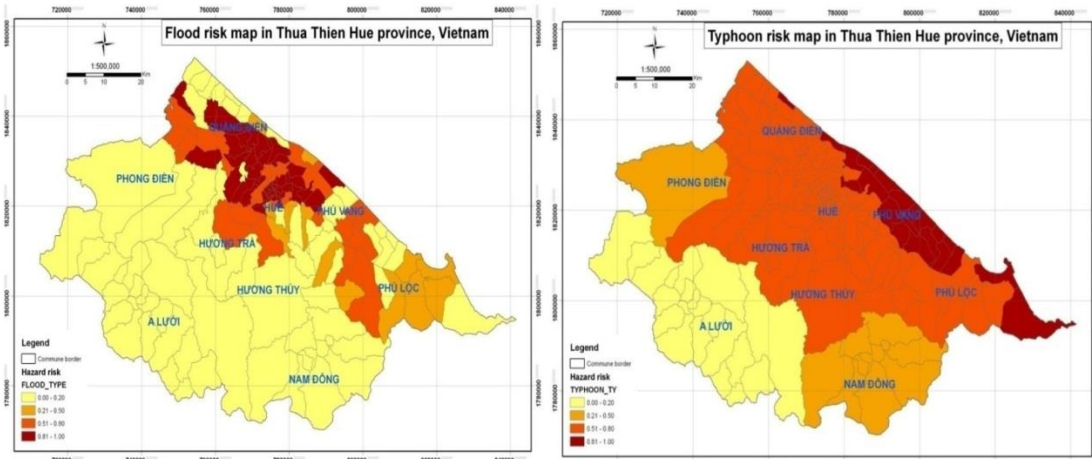 Flood risk map in Thua Thien Hue province, Vietnam
720000 740000 760000 780000 800000 820000 840000
N
1:500,000
0 5 10 20
Km
1860000
1840000
1820000
1800000
1780000
QUẢNG ĐIỀN
PHONG ĐIỀN
HUẾ
PHÚ VANG
HƯƠNG TRÀ
HƯƠNG THỦY
PHÚ LỘC
A LƯỚI
NAM ĐÔNG
Legend
Commune border
Hazard risk
FLOOD_TYPE
0.00 - 0.20
0.21 - 0.50
0.51 - 0.80
0.81 - 1.00
Typhoon risk map in Thua Thien Hue province, Vietnam
720000 740000 760000 780000 800000 820000 840000
N
1:500,000
0 5 10 20
Km
1860000
1840000
1820000
1800000
1780000
QUẢNG ĐIỀN
PHONG ĐIỀN
HUẾ
PHÚ VANG
HƯƠNG TRÀ
HƯƠNG THỦY
PHÚ LỘC
A LƯỚI
NAM ĐÔNG
Legend
Commune border
Hazard risk
TYPHOON_TY
0.00 - 0.20
0.21 - 0.50
0.51 - 0.80
0.81 - 1.00